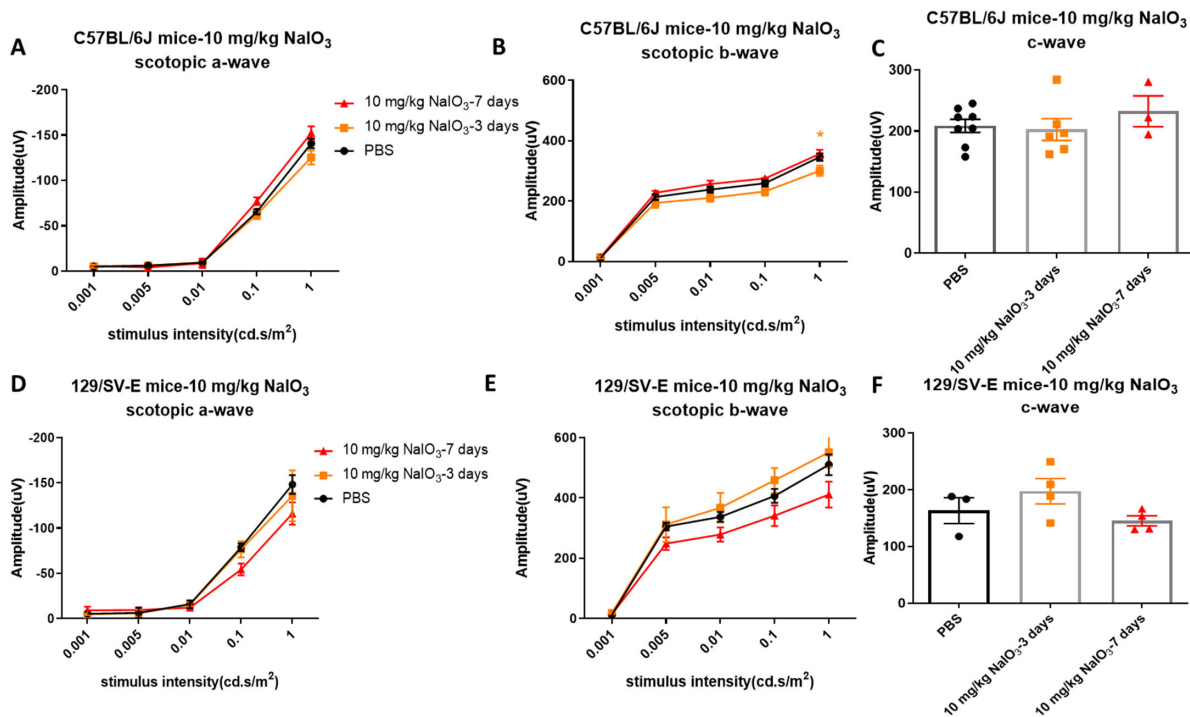 A
C57BL/6J mice-10 mg/kg NaIO₃
scotopic a-wave
-200
-150
-100
-50
0
Amplitude(uV)
0.001
0.005
0.01
0.1
1
stimulus intensity(cd.s/m²)
10 mg/kg NaIO₃-7 days
10 mg/kg NaIO₃-3 days
PBS
B
C57BL/6J mice-10 mg/kg NaIO₃
scotopic b-wave
600
400
200
0
Amplitude(uV)
*
0.001
0.005
0.01
0.1
1
stimulus intensity(cd.s/m²)
C
C57BL/6J mice-10 mg/kg NaIO₃
c-wave
300
200
100
0
Amplitude(uV)
PBS
10 mg/kg NaIO₃-3 days
10 mg/kg NaIO₃-7 days
D
129/SV-E mice-10 mg/kg NaIO₃
scotopic a-wave
-200
-150
-100
-50
0
Amplitude(uV)
0.001
0.005
0.01
0.1
1
stimulus intensity(cd.s/m²)
10 mg/kg NaIO₃-7 days
10 mg/kg NaIO₃-3 days
PBS
E
129/SV-E mice-10 mg/kg NaIO₃
scotopic b-wave
600
400
200
0
Amplitude(uV)
0.001
0.005
0.01
0.1
1
stimulus intensity(cd.s/m²)
F
129/SV-E mice-10 mg/kg NaIO₃
c-wave
300
200
100
0
Amplitude(uV)
PBS
10 mg/kg NaIO₃-3 days
10 mg/kg NaIO₃-7 days